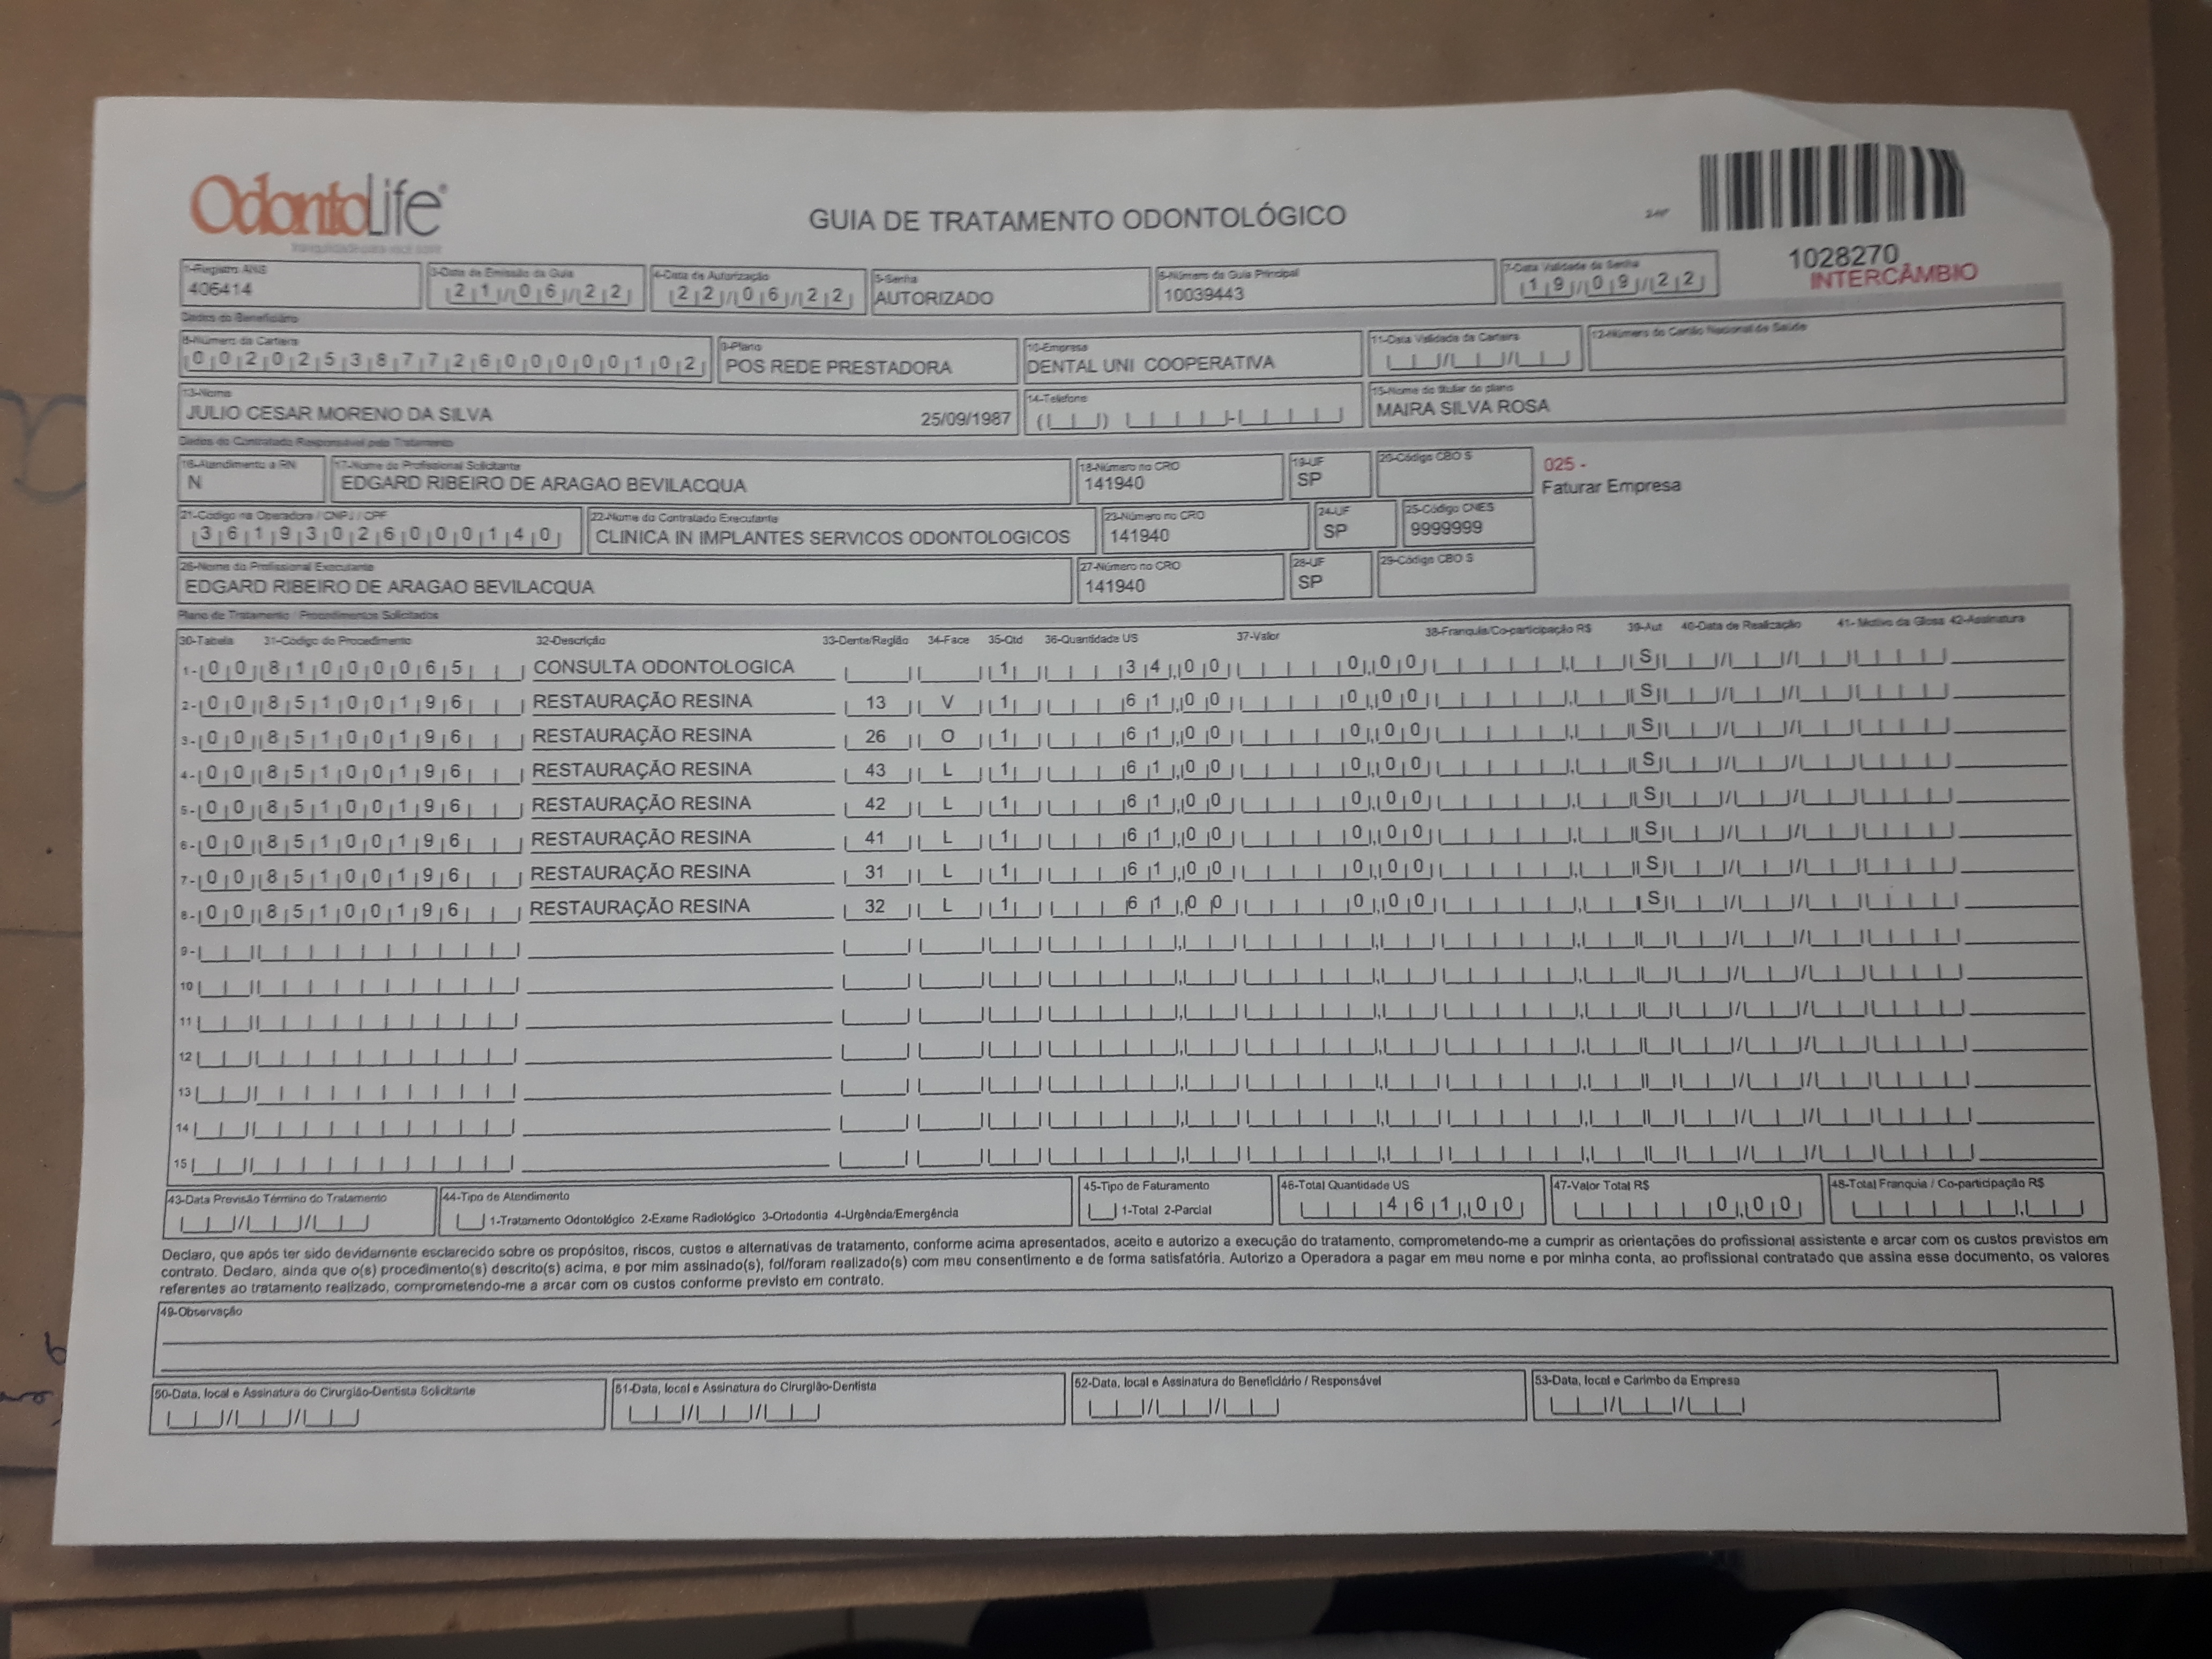 OdontoLife®
GUIA DE TRATAMENTO ODONTOLÓGICO
1028270
INTERCÂMBIO
1-Registro ANS 3-Data de Emissão da Guia 4-Data de Autorização 5-Senha 6-Número da Guia Principal 7-Data Validade da Senha
406414 21/06/22 22/06/22 AUTORIZADO 10039443 19/09/22
Dados do Beneficiário
8-Número da Carteira 9-Plano 10-Empresa 11-Data Validade da Carteira 12-Número do Cartão Nacional de Saúde
00202538772600000102 POS REDE PRESTADORA DENTAL UNI COOPERATIVA
13-Nome 14-Telefone 15-Nome do titular do plano
JULIO CESAR MORENO DA SILVA 25/09/1987 MAIRA SILVA ROSA
Dados do Contratado Responsável pelo Tratamento
16-Atendimento a RN 17-Nome do Profissional Solicitante 18-Número no CRO 19-UF 20-Código CBO S
N EDGARD RIBEIRO DE ARAGAO BEVILACQUA 141940 SP
025 -
Faturar Empresa
21-Código na Operadora / CNPJ / CPF 22-Nome do Contratado Executante 23-Número no CRO 24-UF 25-Código CNES
36193026000140 CLINICA IN IMPLANTES SERVICOS ODONTOLOGICOS 141940 SP 9999999
26-Nome do Profissional Executante 27-Número no CRO 28-UF 29-Código CBO S
EDGARD RIBEIRO DE ARAGAO BEVILACQUA 141940 SP
Plano de Tratamento / Procedimentos Solicitados
30-Tabela 31-Código do Procedimento 32-Descrição 33-Dente/Região 34-Face 35-Qtd 36-Quantidade US 37-Valor 38-Franquia/Co-participação R$ 39-Aut 40-Data de Realização 41- Motivo da Glosa 42-Assinatura
1- 00 81000065 CONSULTA ODONTOLOGICA 1 34,00 0,00 S
2- 00 85100196 RESTAURAÇÃO RESINA 13 V 1 61,00 0,00 S
3- 00 85100196 RESTAURAÇÃO RESINA 26 O 1 61,00 0,00 S
4- 00 85100196 RESTAURAÇÃO RESINA 43 L 1 61,00 0,00 S
5- 00 85100196 RESTAURAÇÃO RESINA 42 L 1 61,00 0,00 S
6- 00 85100196 RESTAURAÇÃO RESINA 41 L 1 61,00 0,00 S
7- 00 85100196 RESTAURAÇÃO RESINA 31 L 1 61,00 0,00 S
8- 00 85100196 RESTAURAÇÃO RESINA 32 L 1 61,00 0,00 S
9-
10
11
12
13
14
15
43-Data Previsão Término do Tratamento 44-Tipo de Atendimento 45-Tipo de Faturamento 46-Total Quantidade US 47-Valor Total R$ 48-Total Franquia / Co-participação R$
1-Tratamento Odontológico 2-Exame Radiológico 3-Ortodontia 4-Urgência/Emergência 1-Total 2-Parcial 461,00 0,00
Declaro, que após ter sido devidamente esclarecido sobre os propósitos, riscos, custos e alternativas de tratamento, conforme acima apresentados, aceito e autorizo a execução do tratamento, comprometendo-me a cumprir as orientações do profissional assistente e arcar com os custos previstos em
contrato. Declaro, ainda que o(s) procedimento(s) descrito(s) acima, e por mim assinado(s), foi/foram realizado(s) com meu consentimento e de forma satisfatória. Autorizo a Operadora a pagar em meu nome e por minha conta, ao profissional contratado que assina esse documento, os valores
referentes ao tratamento realizado, comprometendo-me a arcar com os custos conforme previsto em contrato.
49-Observação
50-Data, local e Assinatura do Cirurgião-Dentista Solicitante 51-Data, local e Assinatura do Cirurgião-Dentista 52-Data, local e Assinatura do Beneficiário / Responsável 53-Data, local e Carimbo da Empresa